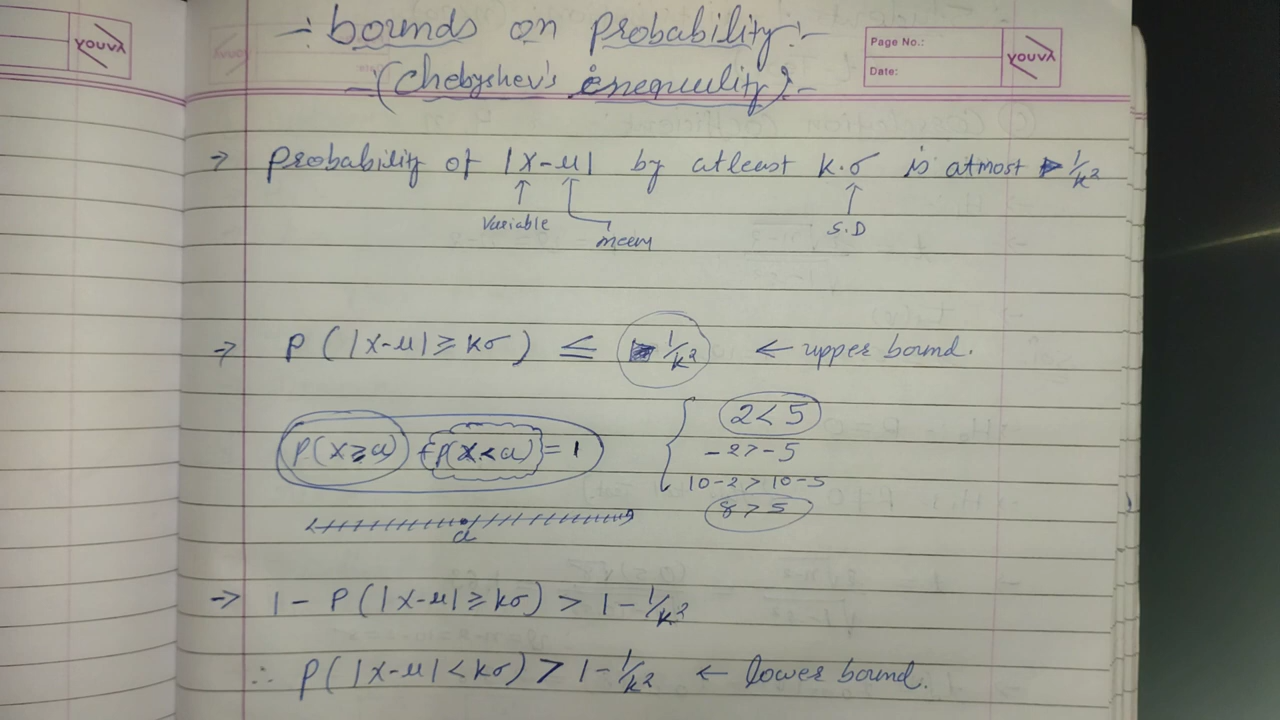 -: bounds on Probability :-
-(Chebyshev's inequality) :-
Page No.:
Date:
YOUVA
YOUVA
→ Probability of |X-μ| by atleast k.σ is atmost 1/k²
↑ Variable
mean
↑ S.D
→ P(|X-μ| ≥ kσ) ≤ 1/k² ← upper bound.
P(X ≥ a) + P(X < a) = 1
a
2 < 5
-2 > -5
10-2 > 10-5
8 > 5
→ 1 - P(|X-μ| ≥ kσ) > 1 - 1/k²
∴ P(|X-μ| < kσ) > 1 - 1/k² ← lower bound.